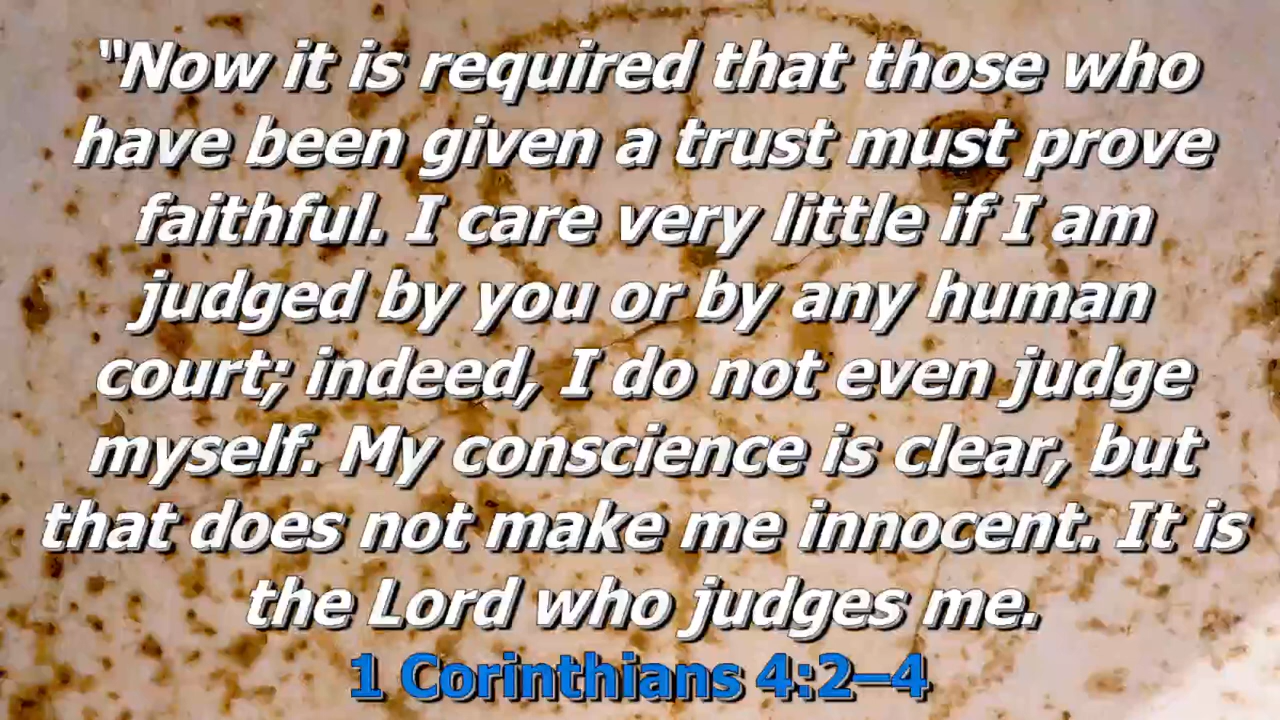 “Now it is required that those who
have been given a trust must prove
faithful. I care very little if I am
judged by you or by any human
court; indeed, I do not even judge
myself. My conscience is clear, but
that does not make me innocent. It is
the Lord who judges me.
1 Corinthians 4:2–4